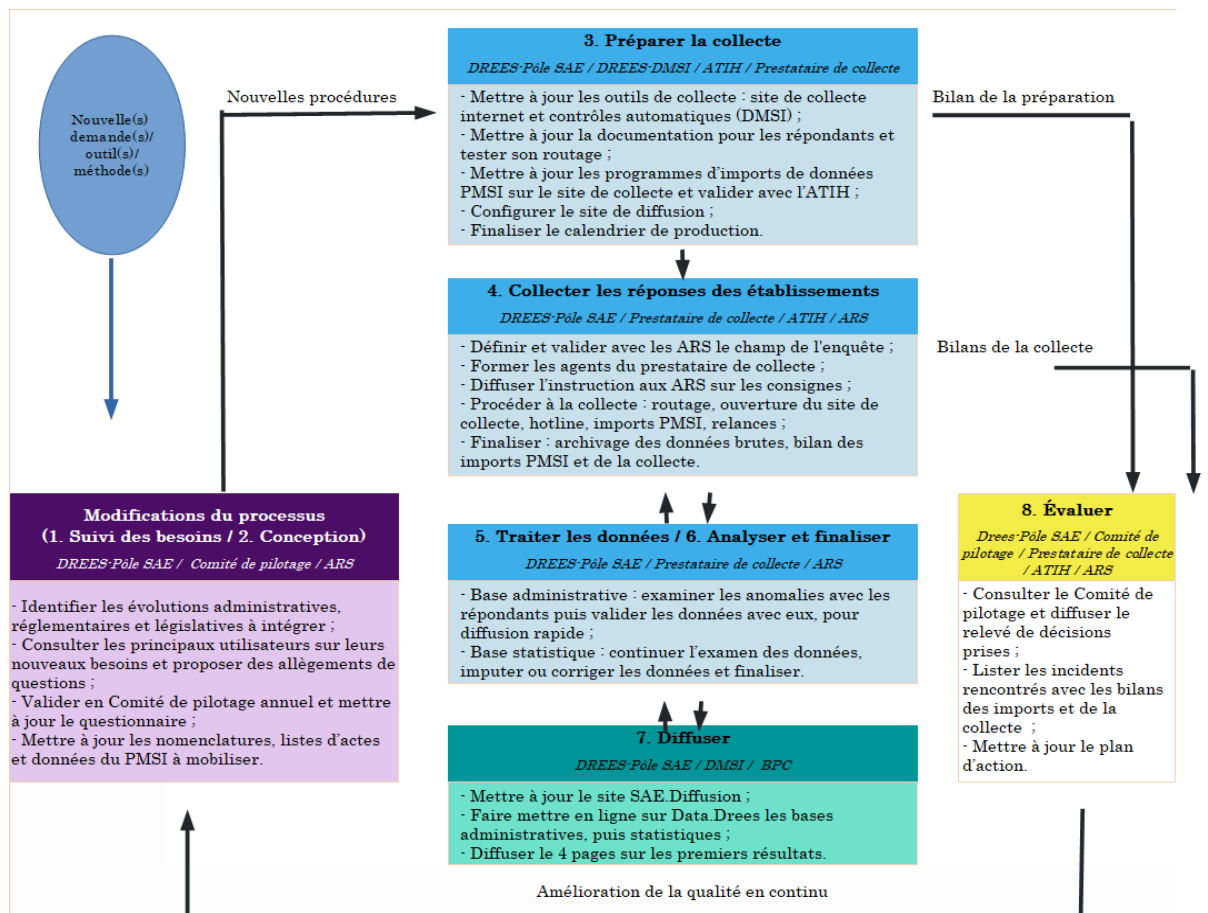 Nouvelle(s)
demande(s)/
outil(s)/
méthode(s)
Nouvelles procédures
3. Préparer la collecte
DREES-Pôle SAE / DREES-DMSI / ATIH / Prestataire de collecte
- Mettre à jour les outils de collecte : site de collecte
internet et contrôles automatiques (DMSI) ;
- Mettre à jour la documentation pour les répondants et
tester son routage ;
- Mettre à jour les programmes d'imports de données
PMSI sur le site de collecte et valider avec l'ATIH ;
- Configurer le site de diffusion ;
- Finaliser le calendrier de production.
Bilan de la préparation
4. Collecter les réponses des établissements
DREES-Pôle SAE / Prestataire de collecte / ATIH / ARS
- Définir et valider avec les ARS le champ de l'enquête ;
- Former les agents du prestataire de collecte ;
- Diffuser l'instruction aux ARS sur les consignes ;
- Procéder à la collecte : routage, ouverture du site de
collecte, hotline, imports PMSI, relances ;
- Finaliser : archivage des données brutes, bilan des
imports PMSI et de la collecte.
Bilans de la collecte
Modifications du processus
(1. Suivi des besoins / 2. Conception)
DREES-Pôle SAE / Comité de pilotage / ARS
- Identifier les évolutions administratives,
réglementaires et législatives à intégrer ;
- Consulter les principaux utilisateurs sur leurs
nouveaux besoins et proposer des allègements de
questions ;
- Valider en Comité de pilotage annuel et mettre
à jour le questionnaire ;
- Mettre à jour les nomenclatures, listes d'actes
et données du PMSI à mobiliser.
5. Traiter les données / 6. Analyser et finaliser
DREES-Pôle SAE / Prestataire de collecte / ARS
- Base administrative : examiner les anomalies avec les
répondants puis valider les données avec eux, pour
diffusion rapide ;
- Base statistique : continuer l'examen des données,
imputer ou corriger les données et finaliser.
7. Diffuser
DREES-Pôle SAE / DMSI / BPC
- Mettre à jour le site SAE.Diffusion ;
- Faire mettre en ligne sur Data.Drees les bases
administratives, puis statistiques ;
- Diffuser le 4 pages sur les premiers résultats.
8. Évaluer
Drees-Pôle SAE / Comité de
pilotage / Prestataire de collecte
/ ATIH / ARS
- Consulter le Comité de
pilotage et diffuser le
relevé de décisions
prises ;
- Lister les incidents
rencontrés avec les bilans
des imports et de la
collecte ;
- Mettre à jour le plan
d'action.
Amélioration de la qualité en continu